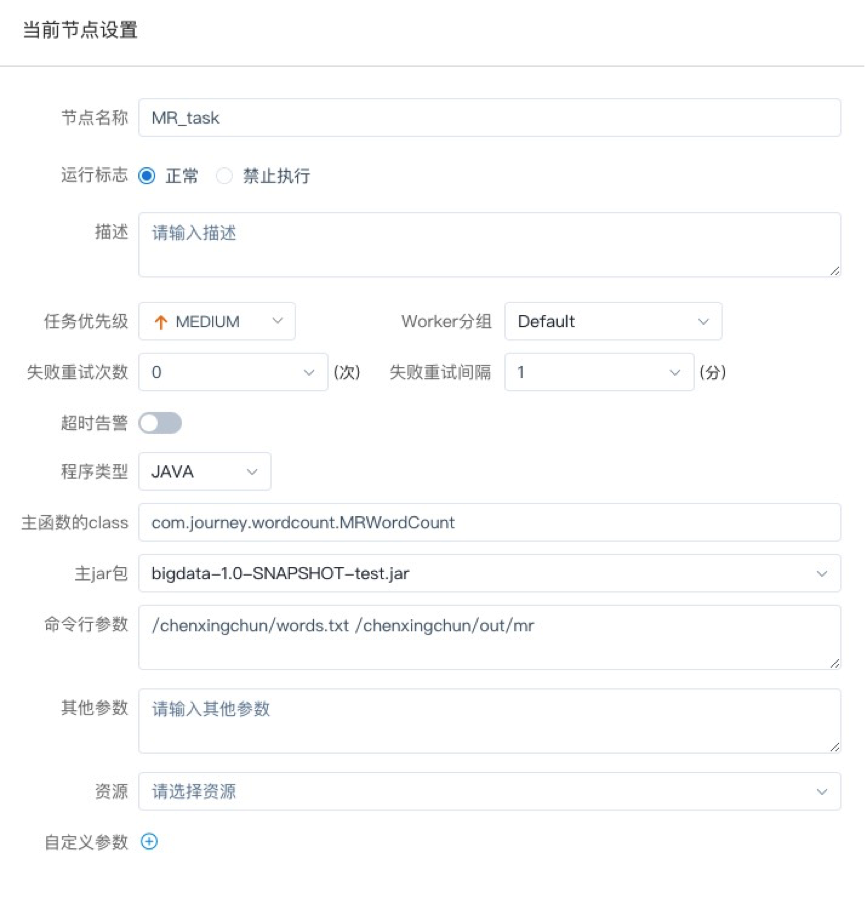 当前节点设置
节点名称 MR_task
运行标志 正常 禁止执行
描述 请输入描述
任务优先级 MEDIUM Worker分组 Default
失败重试次数 0 (次) 失败重试间隔 1 (分)
超时告警
程序类型 JAVA
主函数的class com.journey.wordcount.MRWordCount
主jar包 bigdata-1.0-SNAPSHOT-test.jar
命令行参数 /chenxingchun/words.txt /chenxingchun/out/mr
其他参数 请输入其他参数
资源 请选择资源
自定义参数